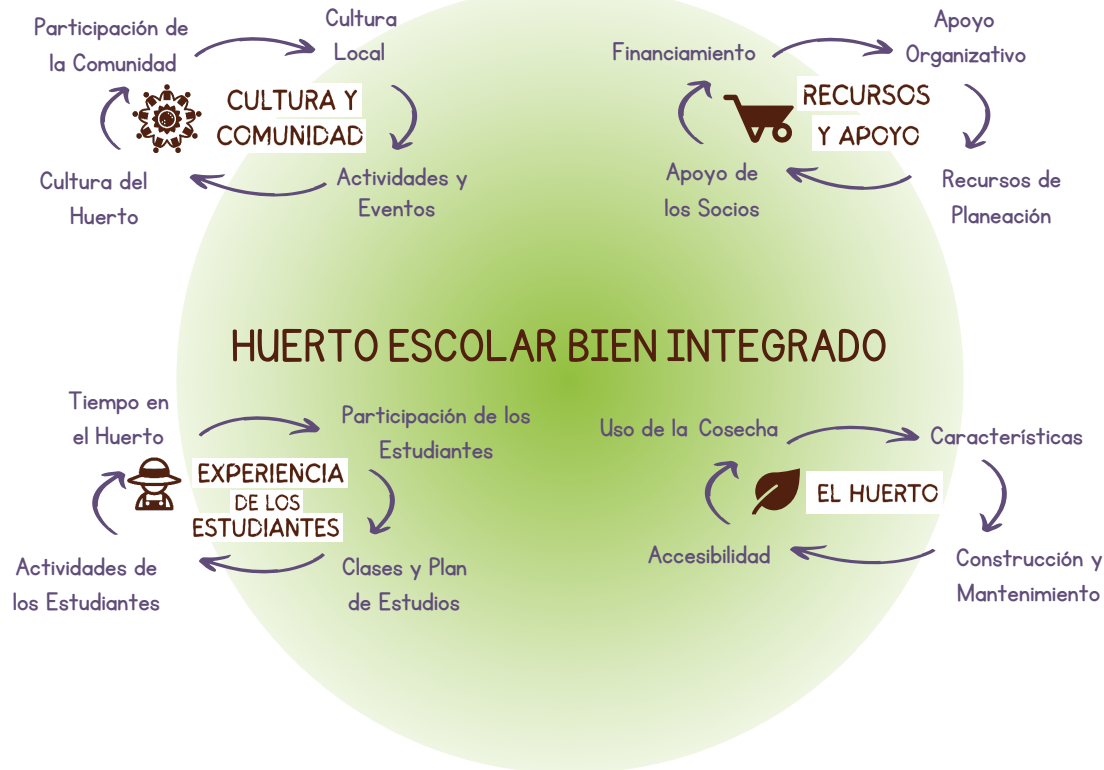 Participación de
la Comunidad
Cultura
Local
CULTURA Y
COMUNIDAD
Cultura del
Huerto
Actividades y
Eventos
Financiamiento
Apoyo
Organizativo
RECURSOS
Y APOYO
Apoyo de
los Socios
Recursos de
Planeación
HUERTO ESCOLAR BIEN INTEGRADO
Tiempo en
el Huerto
Participación de los
Estudiantes
EXPERIENCIA
DE LOS
ESTUDIANTES
Actividades de
los Estudiantes
Clases y Plan
de Estudios
Uso de la Cosecha
Características
EL HUERTO
Accesibilidad
Construcción y
Mantenimiento